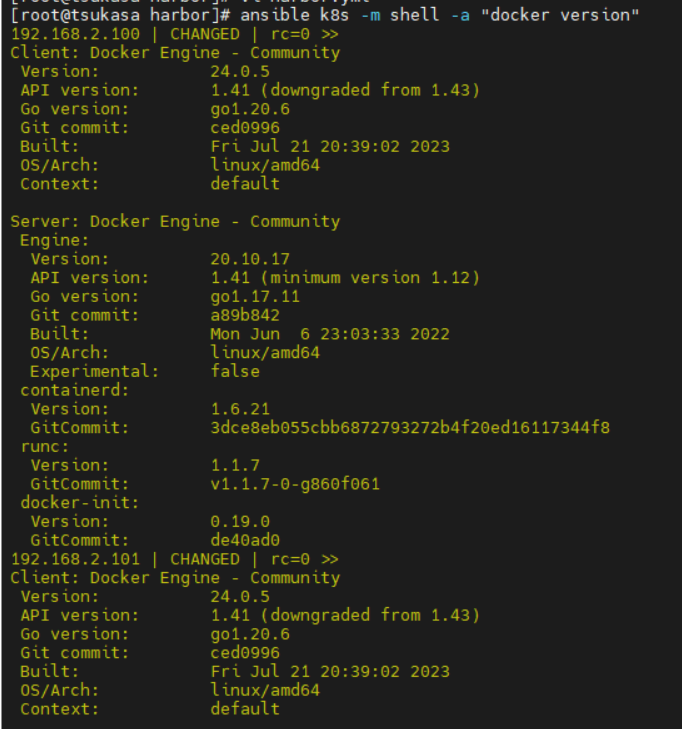 [root@tsukasa harbor]# vi harbor.yml
[root@tsukasa harbor]# ansible k8s -m shell -a "docker version"
192.168.2.100 | CHANGED | rc=0 >>
Client: Docker Engine - Community
 Version:           24.0.5
 API version:       1.41 (downgraded from 1.43)
 Go version:        go1.20.6
 Git commit:        ced0996
 Built:             Fri Jul 21 20:39:02 2023
 OS/Arch:           linux/amd64
 Context:           default

Server: Docker Engine - Community
 Engine:
  Version:          20.10.17
  API version:      1.41 (minimum version 1.12)
  Go version:       go1.17.11
  Git commit:       a89b842
  Built:            Mon Jun  6 23:03:33 2022
  OS/Arch:          linux/amd64
  Experimental:     false
 containerd:
  Version:          1.6.21
  GitCommit:        3dce8eb055cbb6872793272b4f20ed16117344f8
 runc:
  Version:          1.1.7
  GitCommit:        v1.1.7-0-g860f061
 docker-init:
  Version:          0.19.0
  GitCommit:        de40ad0
192.168.2.101 | CHANGED | rc=0 >>
Client: Docker Engine - Community
 Version:           24.0.5
 API version:       1.41 (downgraded from 1.43)
 Go version:        go1.20.6
 Git commit:        ced0996
 Built:             Fri Jul 21 20:39:02 2023
 OS/Arch:           linux/amd64
 Context:           default